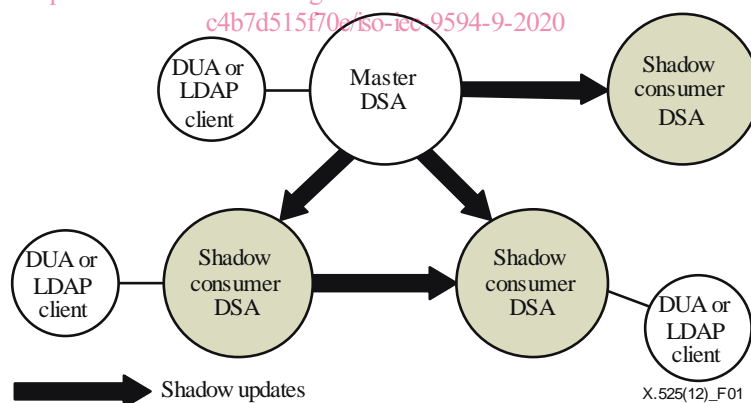 c4b7d515f70e/iso-iec-9594-9-2020
DUA or
LDAP
client
Master
DSA
Shadow
consumer
DSA
DUA or
LDAP
client
Shadow
consumer
DSA
Shadow
consumer
DSA
DUA or
LDAP
client
Shadow updates
X.525(12)_F01